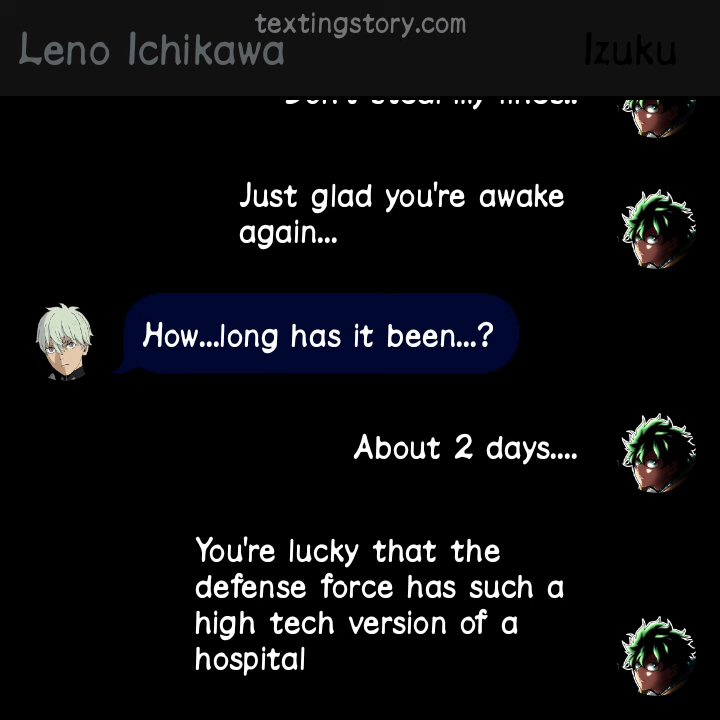 textingstory.com
Leno Ichikawa
Izuku
Just glad you're awake
again...
How...long has it been...?
About 2 days....
You're lucky that the
defense force has such a
high tech version of a
hospital